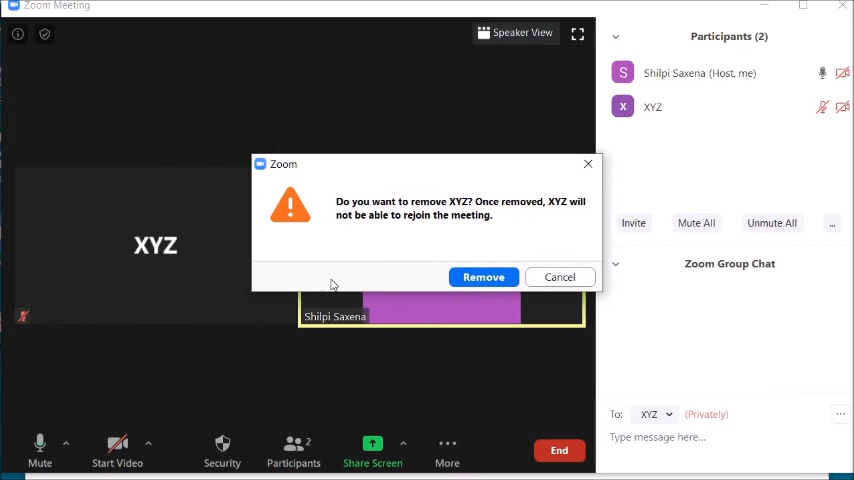 Zoom Meeting
Speaker View
Participants (2)
S
Shilpi Saxena (Host, me)
X
XYZ
Zoom
Do you want to remove XYZ? Once removed, XYZ will
not be able to rejoin the meeting.
Remove
Cancel
XYZ
Shilpi Saxena
Invite
Mute All
Unmute All
...
Zoom Group Chat
To:
XYZ
(Privately)
Type message here...
Mute
Start Video
Security
2
Participants
Share Screen
More
End